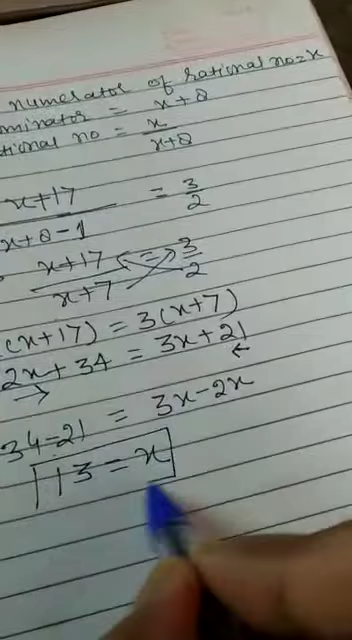 numerator of rational no = x
minator = x+8
tional no = x/x+8
x+17/x+8-1 = 3/2
x+17/x+7 = 3/2
(x+17) = 3(x+7)
2x+34 = 3x+21
34-21 = 3x-2x
13 = x